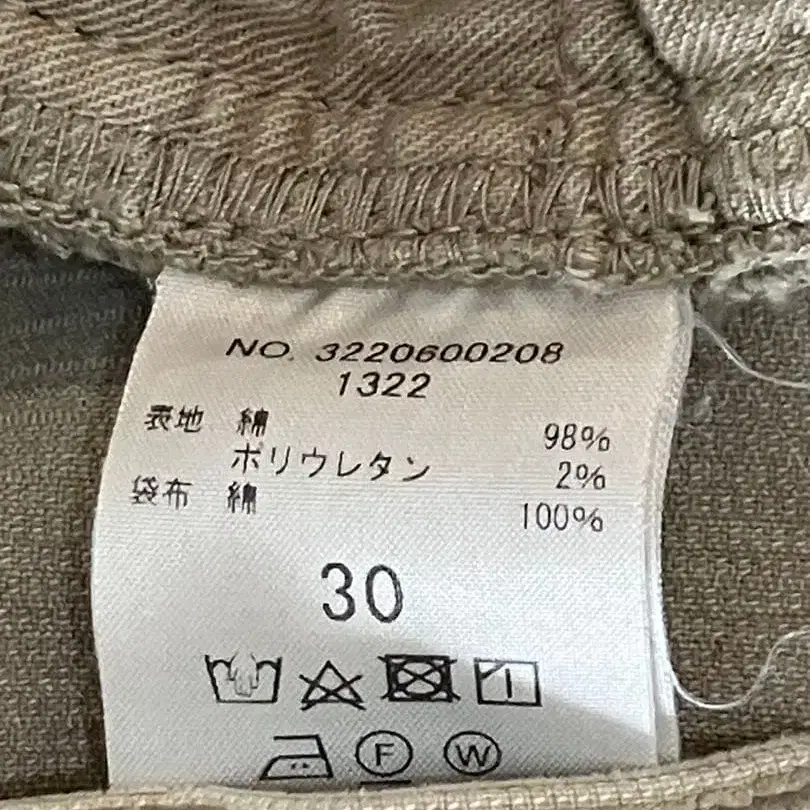 NO. 3220600208
1322
表地 綿 98%
ポリウレタン 2%
袋布 綿 100%
30
F W